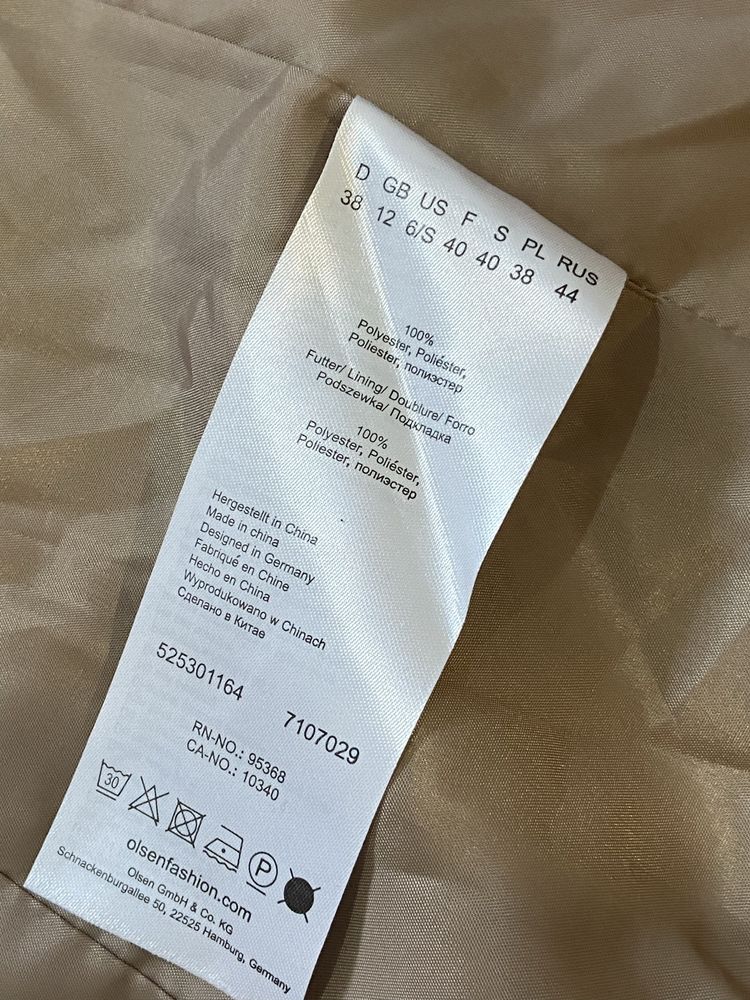 D GB US F S PL RUS
38 12 6/S 40 40 38 44
100%
Polyester, Poliéster,
Poliester, полиэстер
Futter/ Lining/ Doublure/ Forro
Podszewka/ Подкладка
100%
Polyester, Poliéster,
Poliester, полиэстер
Hergestellt in China
Made in china
Designed in Germany
Fabriqué en Chine
Hecho en China
Wyprodukowano w Chinach
Сделано в Китае
525301164 7107029
RN-NO.: 95368
CA-NO.: 10340
30
P
olsenfashion.com
Olsen GmbH & Co. KG
Schnackenburgallee 50, 22525 Hamburg, Germany